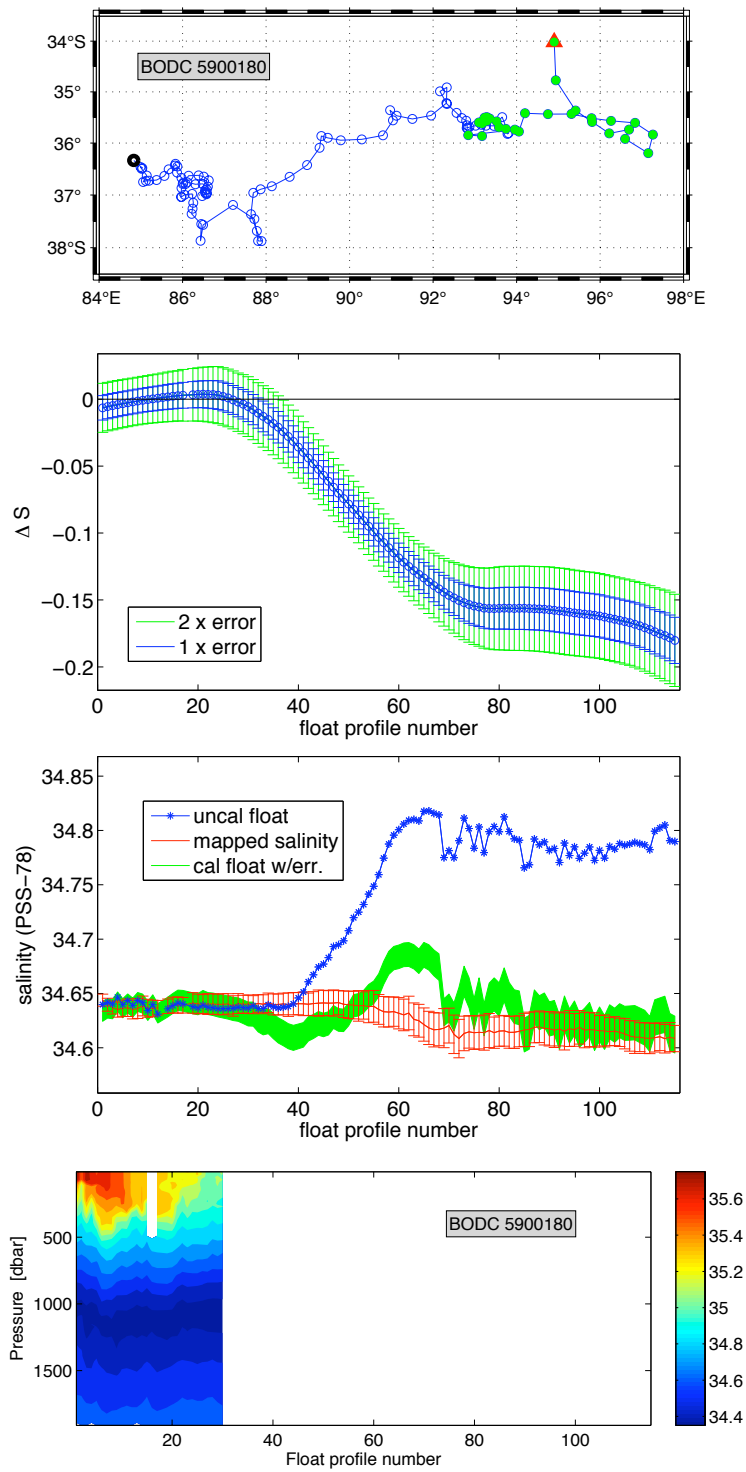 34°S
BODC 5900180
35°
36°
37°
38°S
84°E 86° 88° 90° 92° 94° 96° 98°E
0
−0.05
−0.1
−0.15
−0.2
Δ S
2 x error
1 x error
0 20 40 60 80 100
float profile number
34.85
34.8
34.75
34.7
34.65
34.6
salinity (PSS−78)
uncal float
mapped salinity
cal float w/err.
0 20 40 60 80 100
float profile number
500
1000
1500
Pressure [dbar]
BODC 5900180
20 40 60 80 100
Float profile number
35.6
35.4
35.2
35
34.8
34.6
34.4